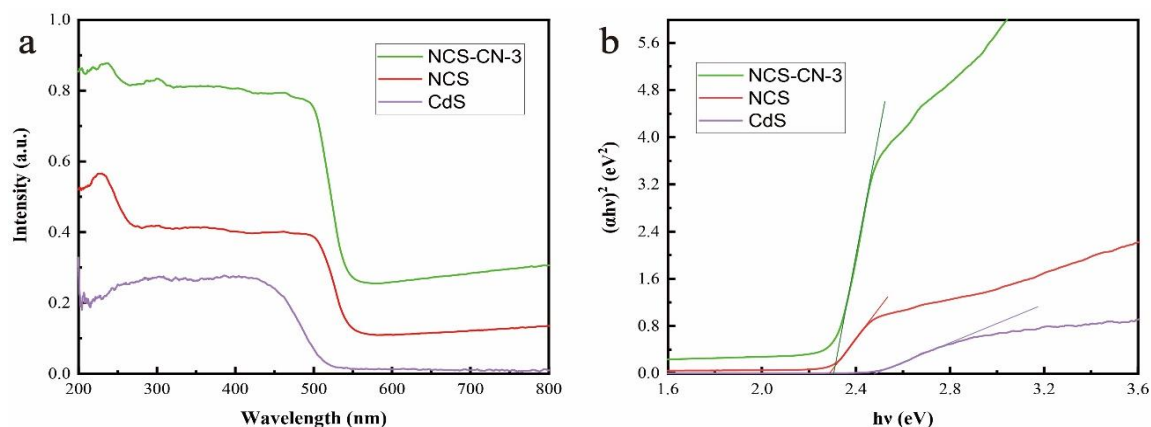 a
1.0
0.8
0.6
0.4
0.2
0.0
Intensity (a.u.)
NCS-CN-3
NCS
CdS
200 300 400 500 600 700 800
Wavelength (nm)
b
5.6
4.8
4.0
3.2
2.4
1.6
0.8
0.0
(αhν)² (eV²)
NCS-CN-3
NCS
CdS
1.6 2.0 2.4 2.8 3.2 3.6
hν (eV)